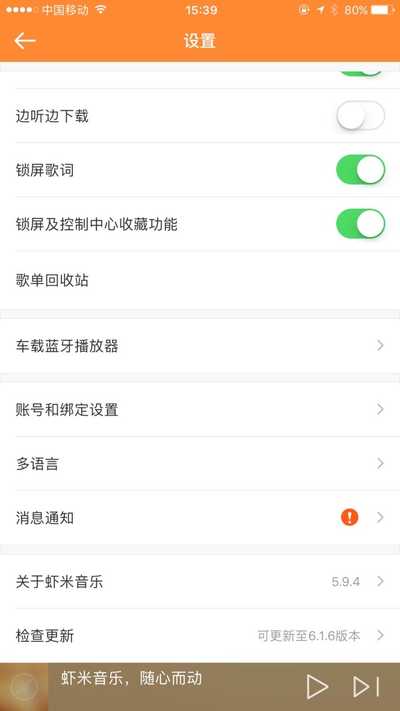 中国移动
15:39
80%
设置
边听边下载
锁屏歌词
锁屏及控制中心收藏功能
歌单回收站
车载蓝牙播放器
账号和绑定设置
多语言
消息通知
关于虾米音乐 5.9.4
检查更新 可更新至6.1.6版本
虾米音乐，随心而动